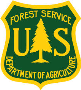 FOREST SERVICE
U S
DEPARTMENT OF AGRICULTURE